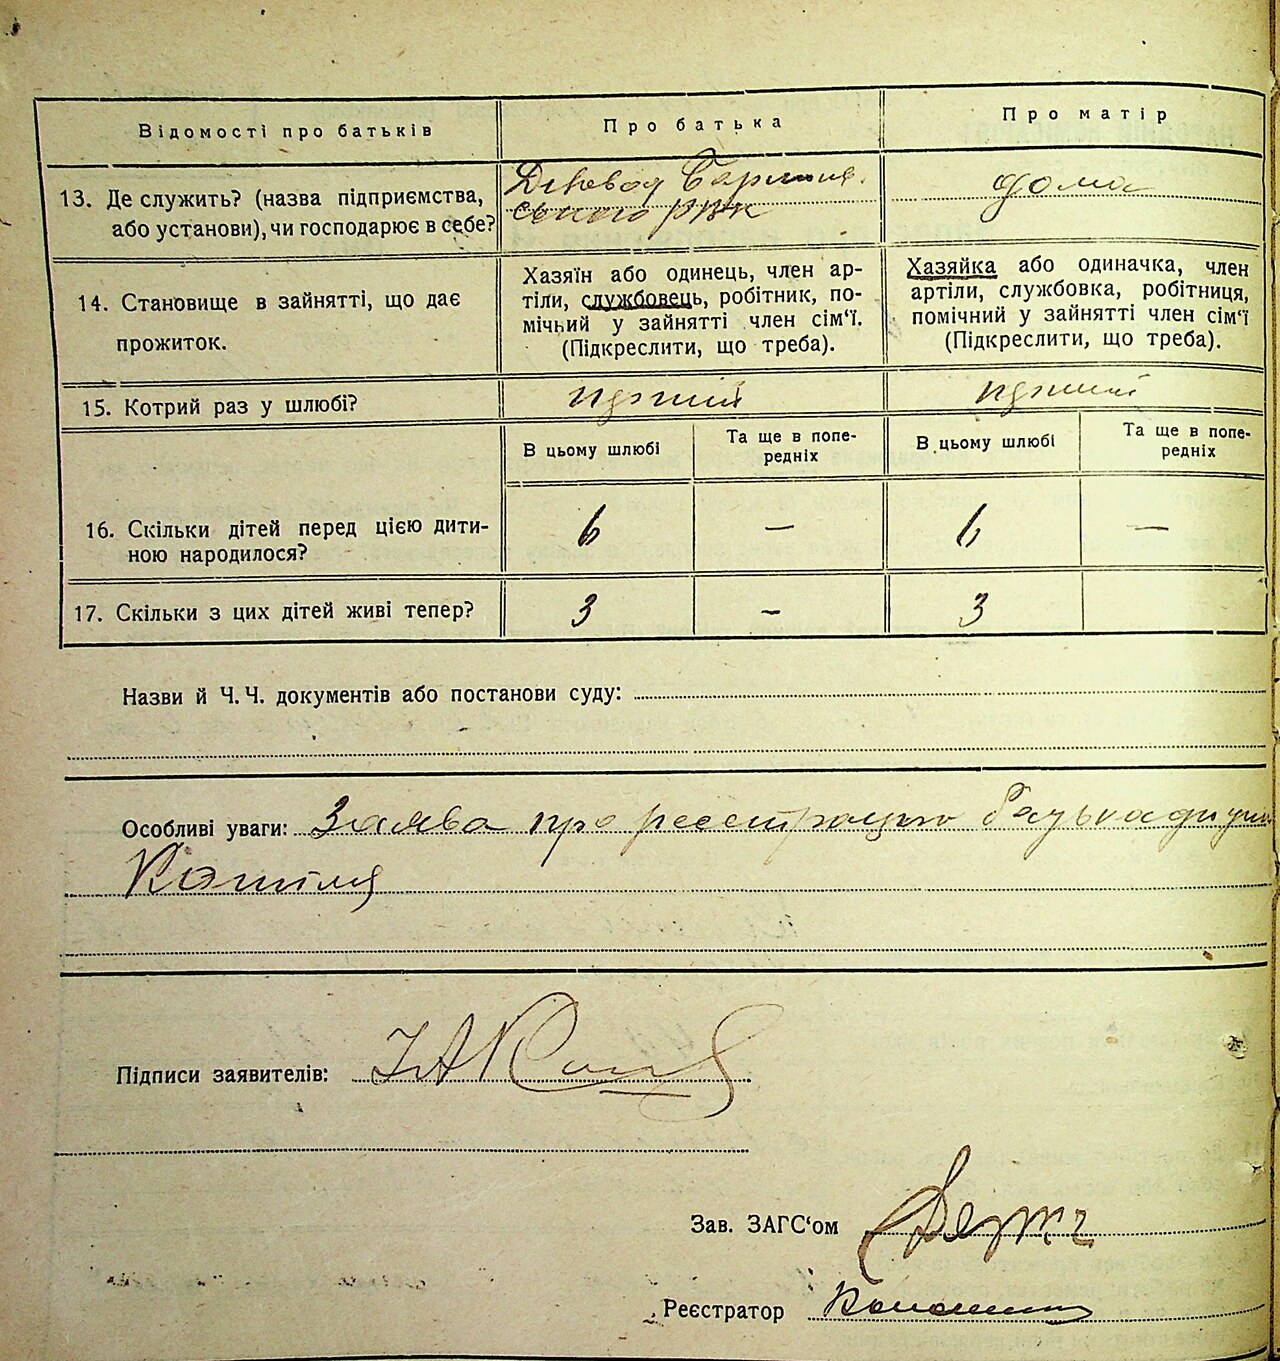 Відомості про батьків
Про батька
Про матір
13. Де служить? (назва підприємства,
або установи), чи господарює в себе?
Діловод
ського РВК
дома
14. Становище в зайнятті, що дає
прожиток.
Хазяїн або одинець, член ар-
тіли, службовець, робітник, по-
мічний у зайнятті член сім‘ї.
(Підкреслити, що треба).
Хазяйка або одиначка, член
артіли, службовка, робітниця,
помічний у зайнятті член сім‘ї
(Підкреслити, що треба).
15. Котрий раз у шлюбі?
перший
перший
В цьому шлюбі
Та ще в попе-
редніх
В цьому шлюбі
Та ще в попе-
редніх
16. Скільки дітей перед цією дити-
ною народилося?
6
—
6
—
17. Скільки з цих дітей живі тепер?
3
—
3
Назви й Ч. Ч. документів або постанови суду:
Особливі уваги: Заява про реєстрацію батька
Підписи заявителів:
Зав. ЗАГС‘ом
Реєстратор